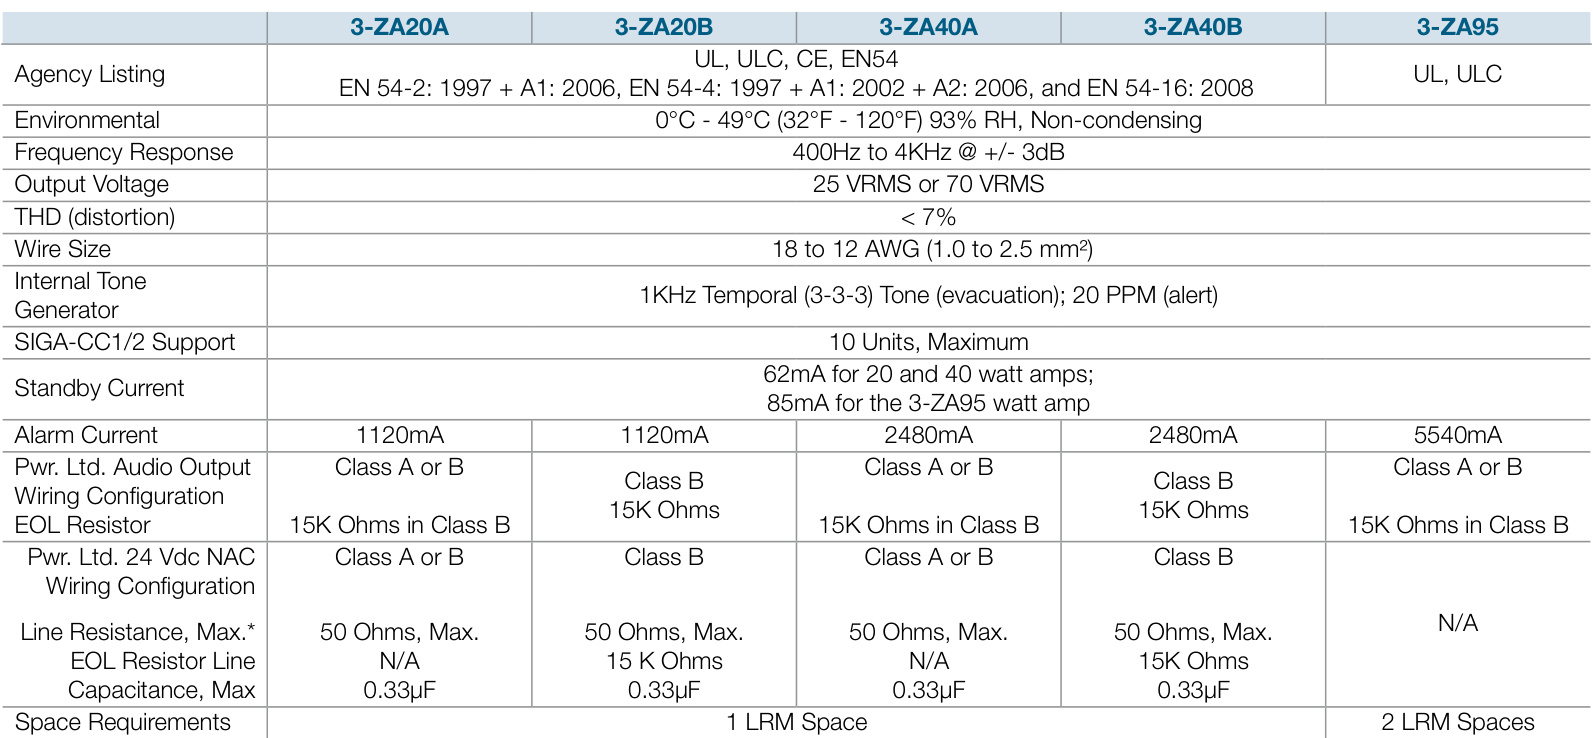 3-ZA20A 3-ZA20B 3-ZA40A 3-ZA40B 3-ZA95
Agency Listing
UL, ULC, CE, EN54
EN 54-2: 1997 + A1: 2006, EN 54-4: 1997 + A1: 2002 + A2: 2006, and EN 54-16: 2008
UL, ULC
Environmental 0°C - 49°C (32°F - 120°F) 93% RH, Non-condensing
Frequency Response 400Hz to 4KHz @ +/- 3dB
Output Voltage 25 VRMS or 70 VRMS
THD (distortion) < 7%
Wire Size 18 to 12 AWG (1.0 to 2.5 mm²)
Internal Tone
Generator
1KHz Temporal (3-3-3) Tone (evacuation); 20 PPM (alert)
SIGA-CC1/2 Support 10 Units, Maximum
Standby Current
62mA for 20 and 40 watt amps;
85mA for the 3-ZA95 watt amp
Alarm Current 1120mA 1120mA 2480mA 2480mA 5540mA
Pwr. Ltd. Audio Output
Wiring Configuration
EOL Resistor
Class A or B
15K Ohms in Class B
Class B
15K Ohms
Class A or B
15K Ohms in Class B
Class B
15K Ohms
Class A or B
15K Ohms in Class B
Pwr. Ltd. 24 Vdc NAC
Wiring Configuration
Line Resistance, Max.*
EOL Resistor Line
Capacitance, Max
Class A or B
50 Ohms, Max.
N/A
0.33µF
Class B
50 Ohms, Max.
15 K Ohms
0.33µF
Class A or B
50 Ohms, Max.
N/A
0.33µF
Class B
50 Ohms, Max.
15K Ohms
0.33µF
N/A
Space Requirements 1 LRM Space 2 LRM Spaces